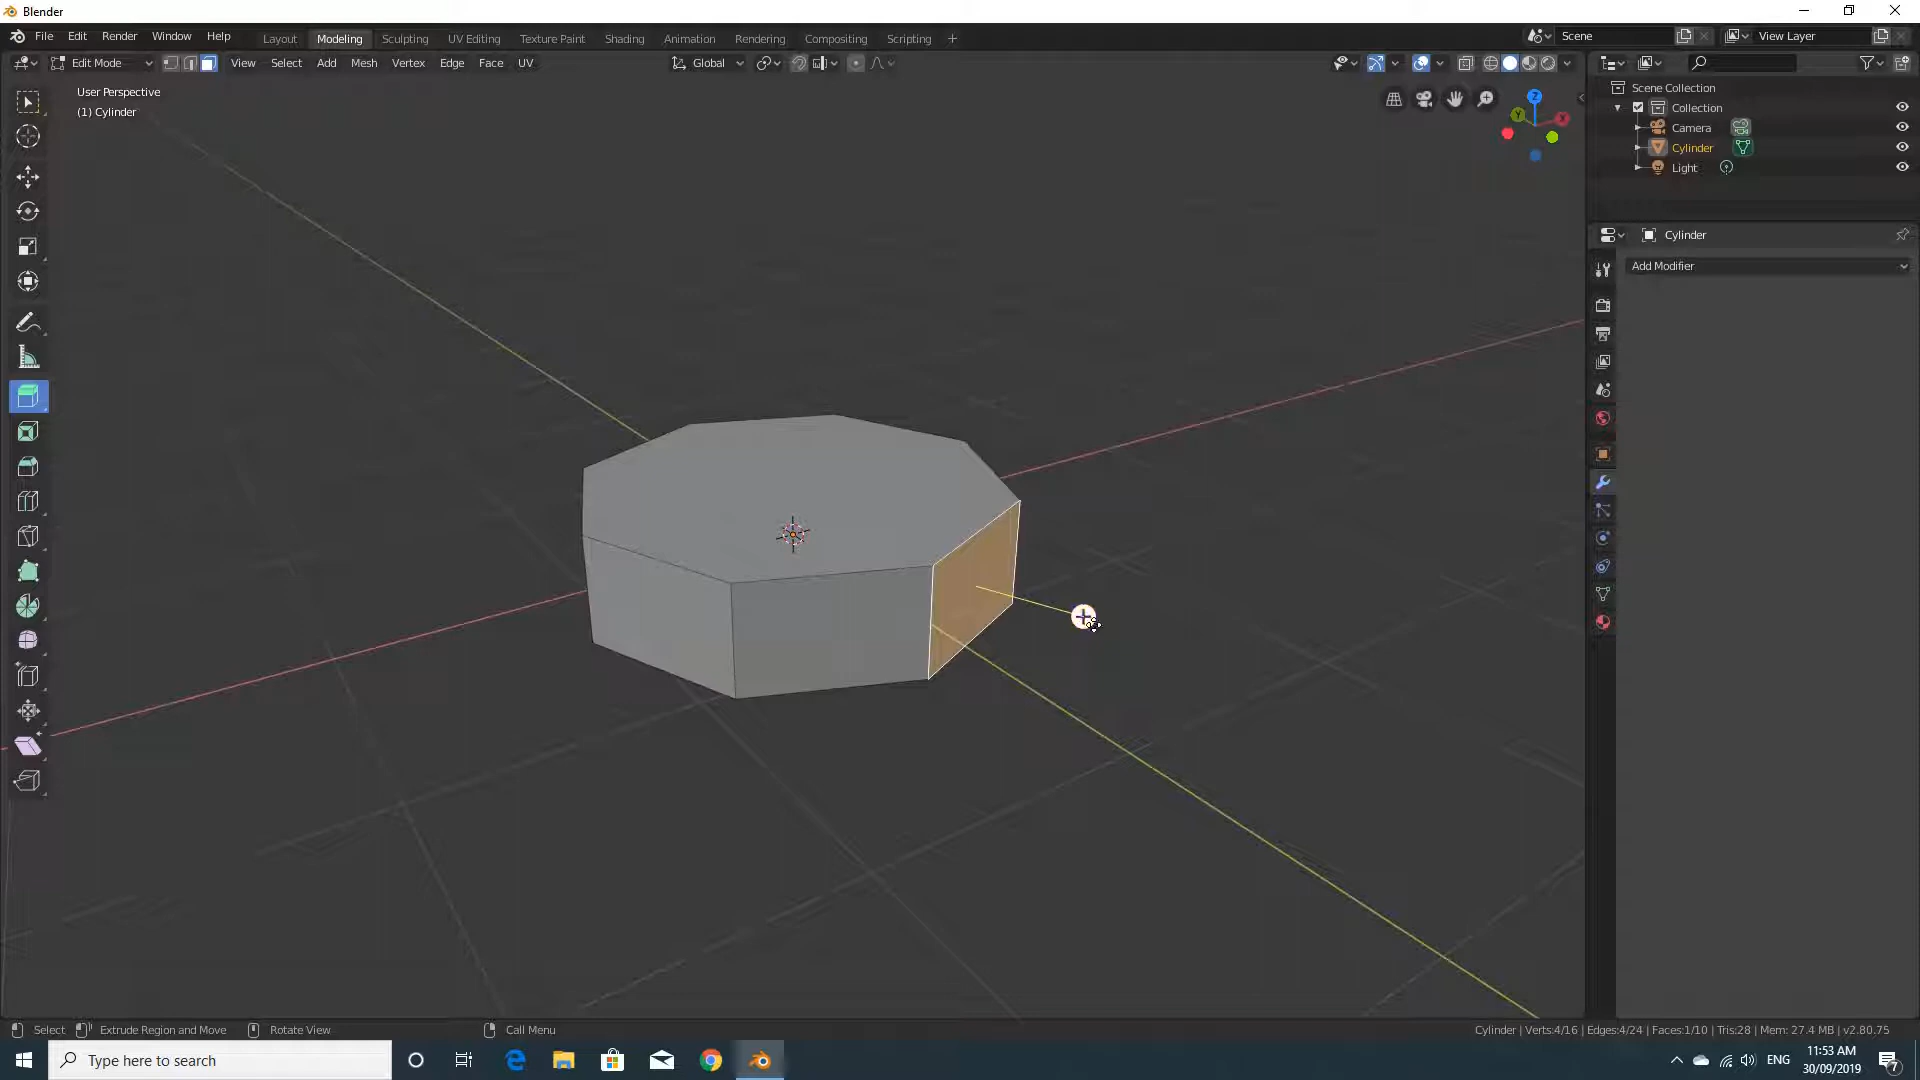 Blender
File Edit Render Window Help
Layout Modeling Sculpting UV Editing Texture Paint Shading Animation Rendering Compositing Scripting
Scene
View Layer
Edit Mode
View Select Add Mesh Vertex Edge Face UV
Global
User Perspective
(1) Cylinder
Z
Y
X
Scene Collection
Collection
Camera
Cylinder
Light
Cylinder
Add Modifier
Select Extrude Region and Move Rotate View Call Menu
Cylinder | Verts:4/16 | Edges:4/24 | Faces:1/10 | Tris:28 | Mem: 27.4 MB | v2.80.75
Type here to search
ENG
11:53 AM
30/09/2019
7